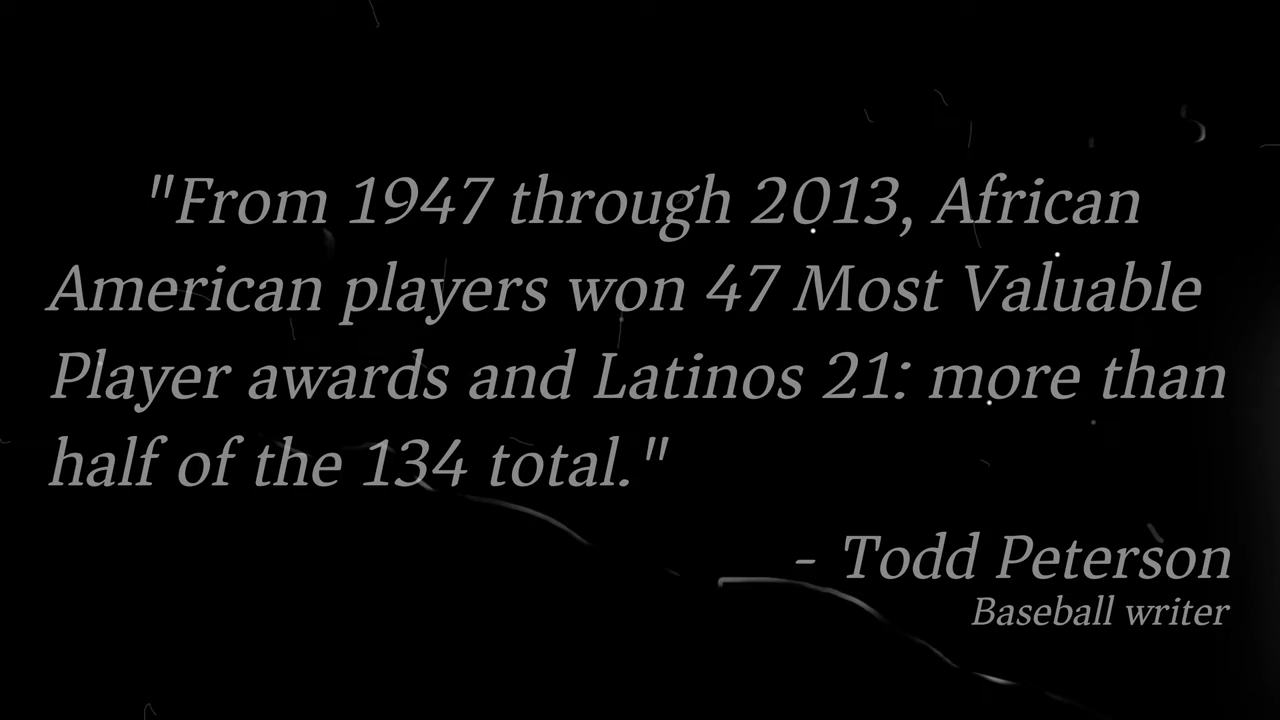 "From 1947 through 2013, African
American players won 47 Most Valuable
Player awards and Latinos 21: more than
half of the 134 total."
- Todd Peterson
Baseball writer